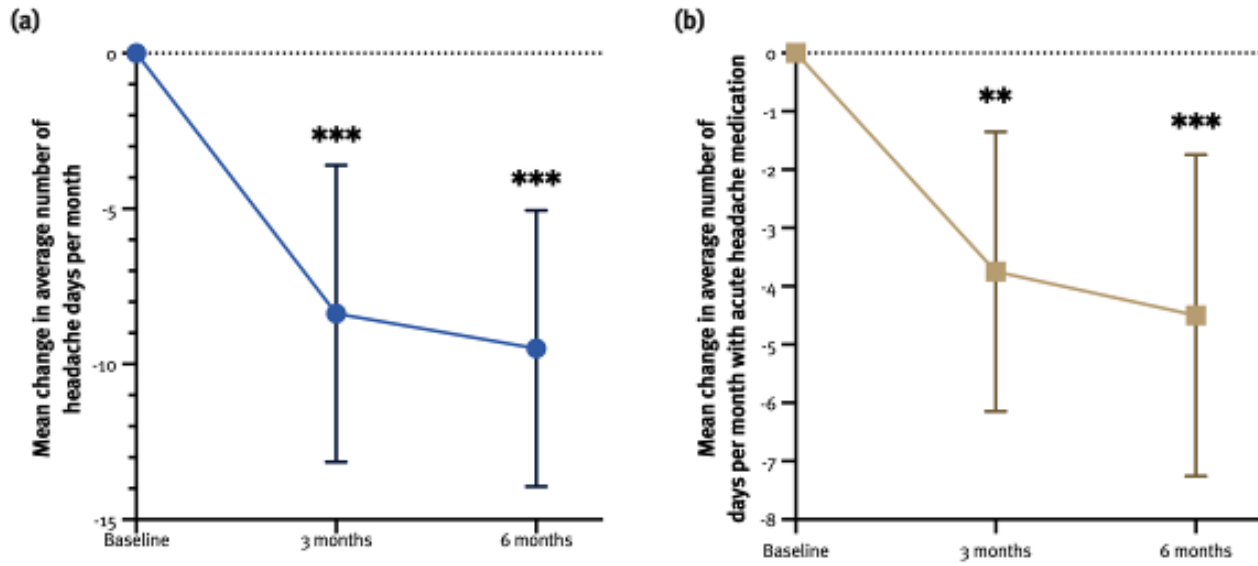 (a)
Mean change in average number of
headache days per month
0
-5
-10
-15
***
***
Baseline
3 months
6 months
(b)
Mean change in average number of
days per month with acute headache medication
0
-1
-2
-3
-4
-5
-6
-7
-8
**
***
Baseline
3 months
6 months